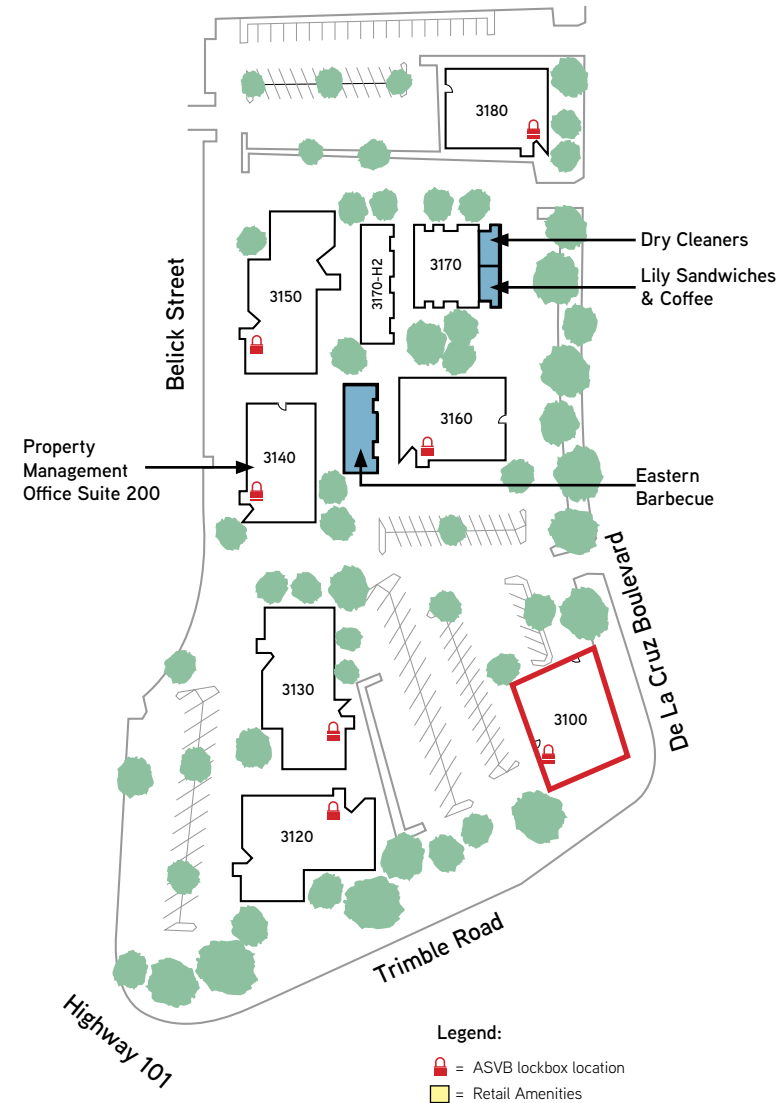 3180
Dry Cleaners
3170
3170-H2
Lily Sandwiches
& Coffee
3150
Belick Street
3160
3140
Property
Management
Office Suite 200
Eastern
Barbecue
De La Cruz Boulevard
3130
3100
3120
Trimble Road
Highway 101
Legend:
= ASVB lockbox location
= Retail Amenities